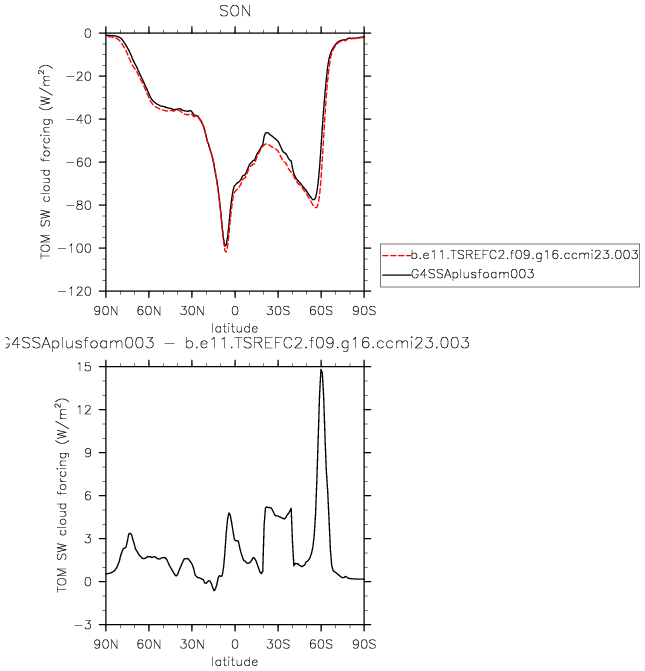 SON
TOM SW cloud forcing (W/m²)
0
−20
−40
−60
−80
−100
−120
90N 60N 30N 0 30S 60S 90S
latitude
b.e11.TSREFC2.f09.g16.ccmi23.003
G4SSAplusfoam003
G4SSAplusfoam003 − b.e11.TSREFC2.f09.g16.ccmi23.003
TOM SW cloud forcing (W/m²)
15
12
9
6
3
0
−3
90N 60N 30N 0 30S 60S 90S
latitude